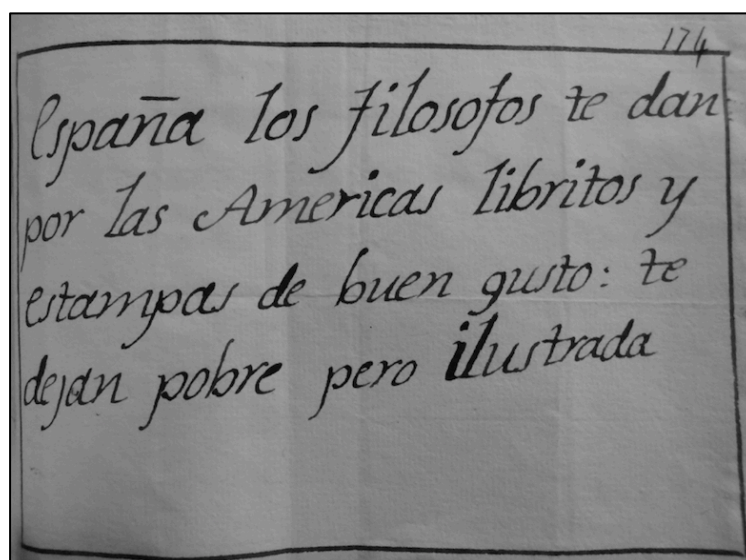 174
España los filosofos te dan
por las Americas libritos y
estampas de buen gusto: te
dejan pobre pero ilustrada